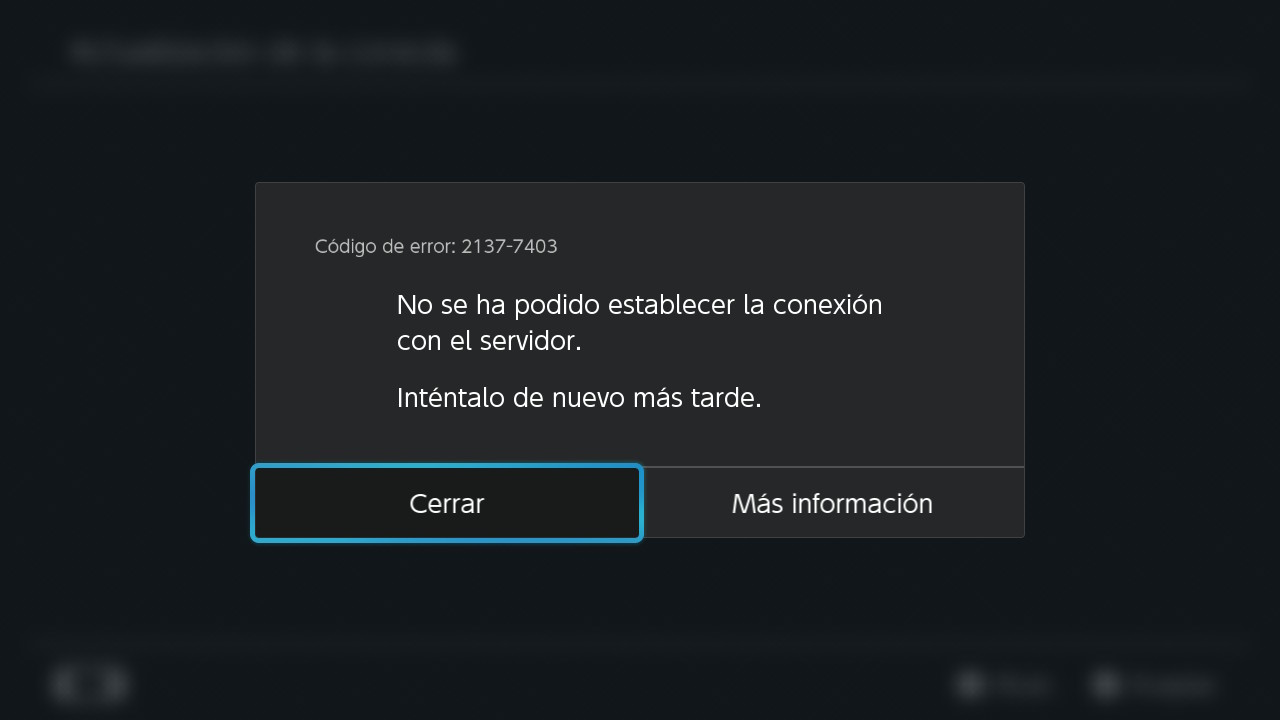 Código de error: 2137-7403
No se ha podido establecer la conexión
con el servidor.
Inténtalo de nuevo más tarde.
Cerrar
Más información